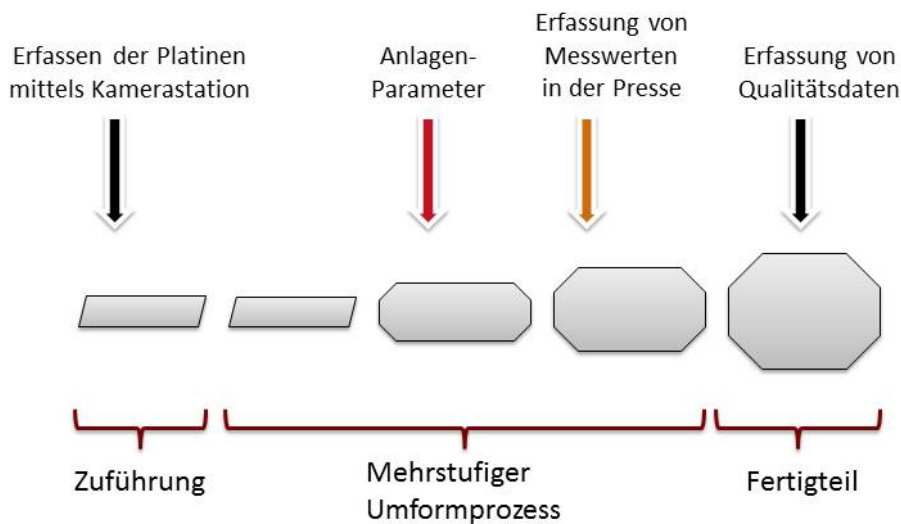 Erfassen der Platinen
mittels Kamerastation
Anlagen-
Parameter
Erfassung von
Messwerten
in der Presse
Erfassung von
Qualitätsdaten
Zuführung
Mehrstufiger
Umformprozess
Fertigteil